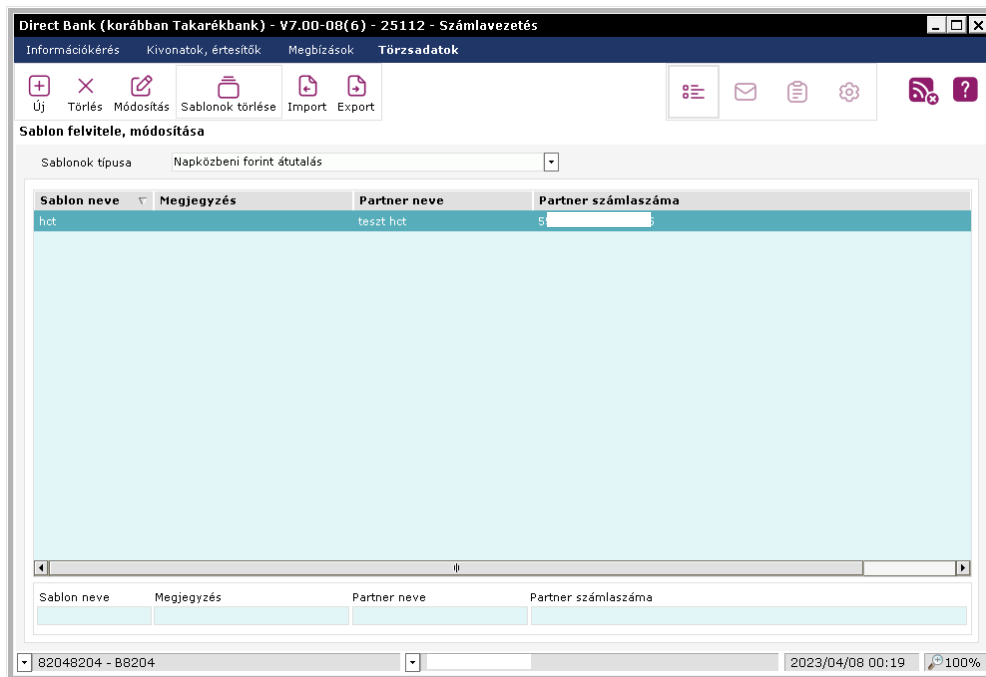 Direct Bank (korábban Takarékbank) - V7.00-08(6) - 25112 - Számlavezetés
Információkérés Kivonatok, értesítők Megbízások Törzsadatok
Új Törlés Módosítás Sablonok törlése Import Export
Sablon felvitele, módosítása
Sablonok típusa Napközbeni forint átutalás
Sablon neve Megjegyzés Partner neve Partner számlaszáma
hct teszt hct
Sablon neve Megjegyzés Partner neve Partner számlaszáma
82048204 - B8204 2023/04/08 00:19 100%